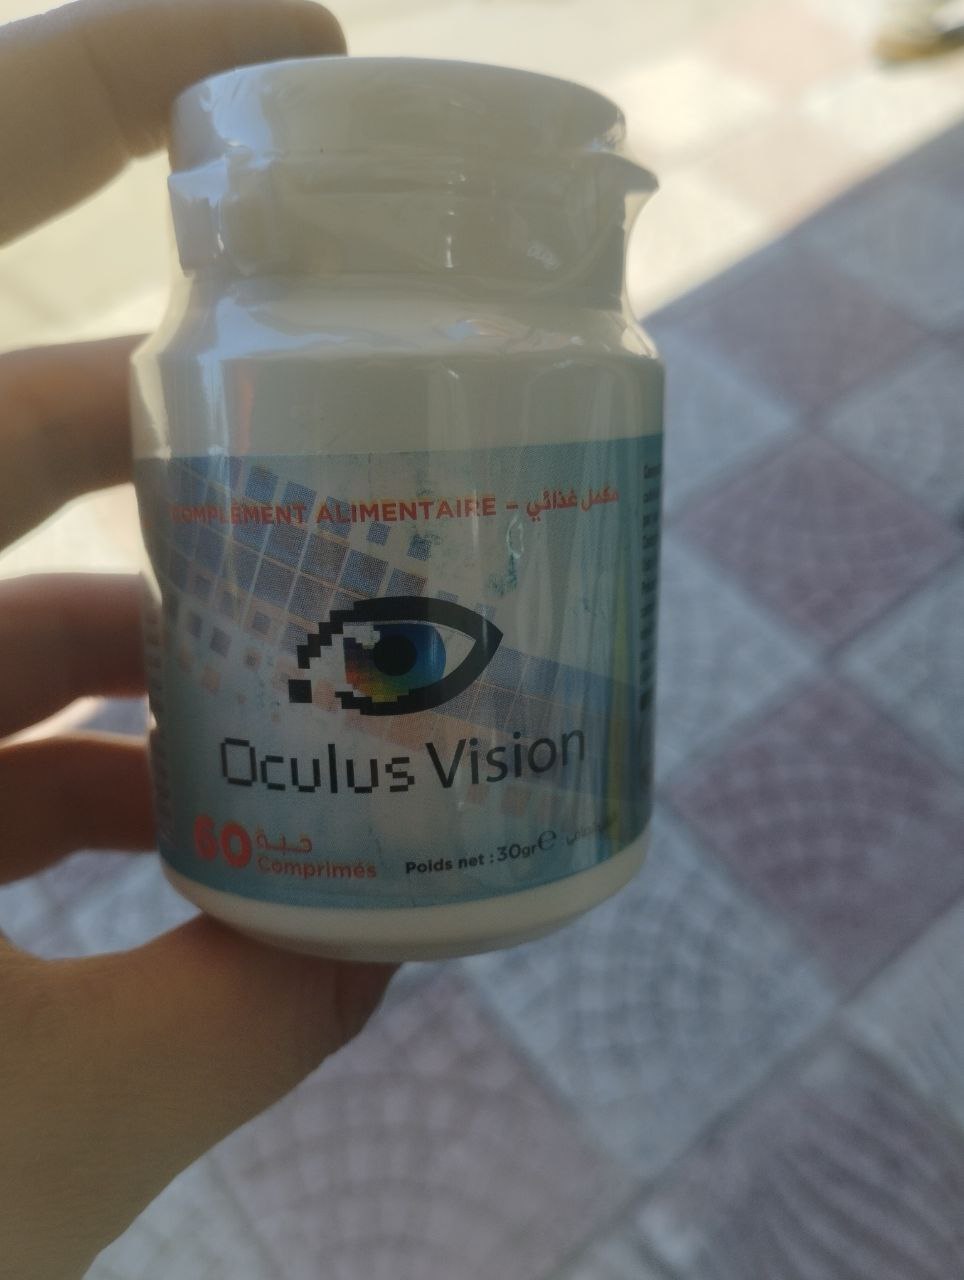 COMPLÉMENT ALIMENTAIRE – مكمل غذائي
Oculus Vision
60 حبة
Comprimés
Poids net : 30gr e